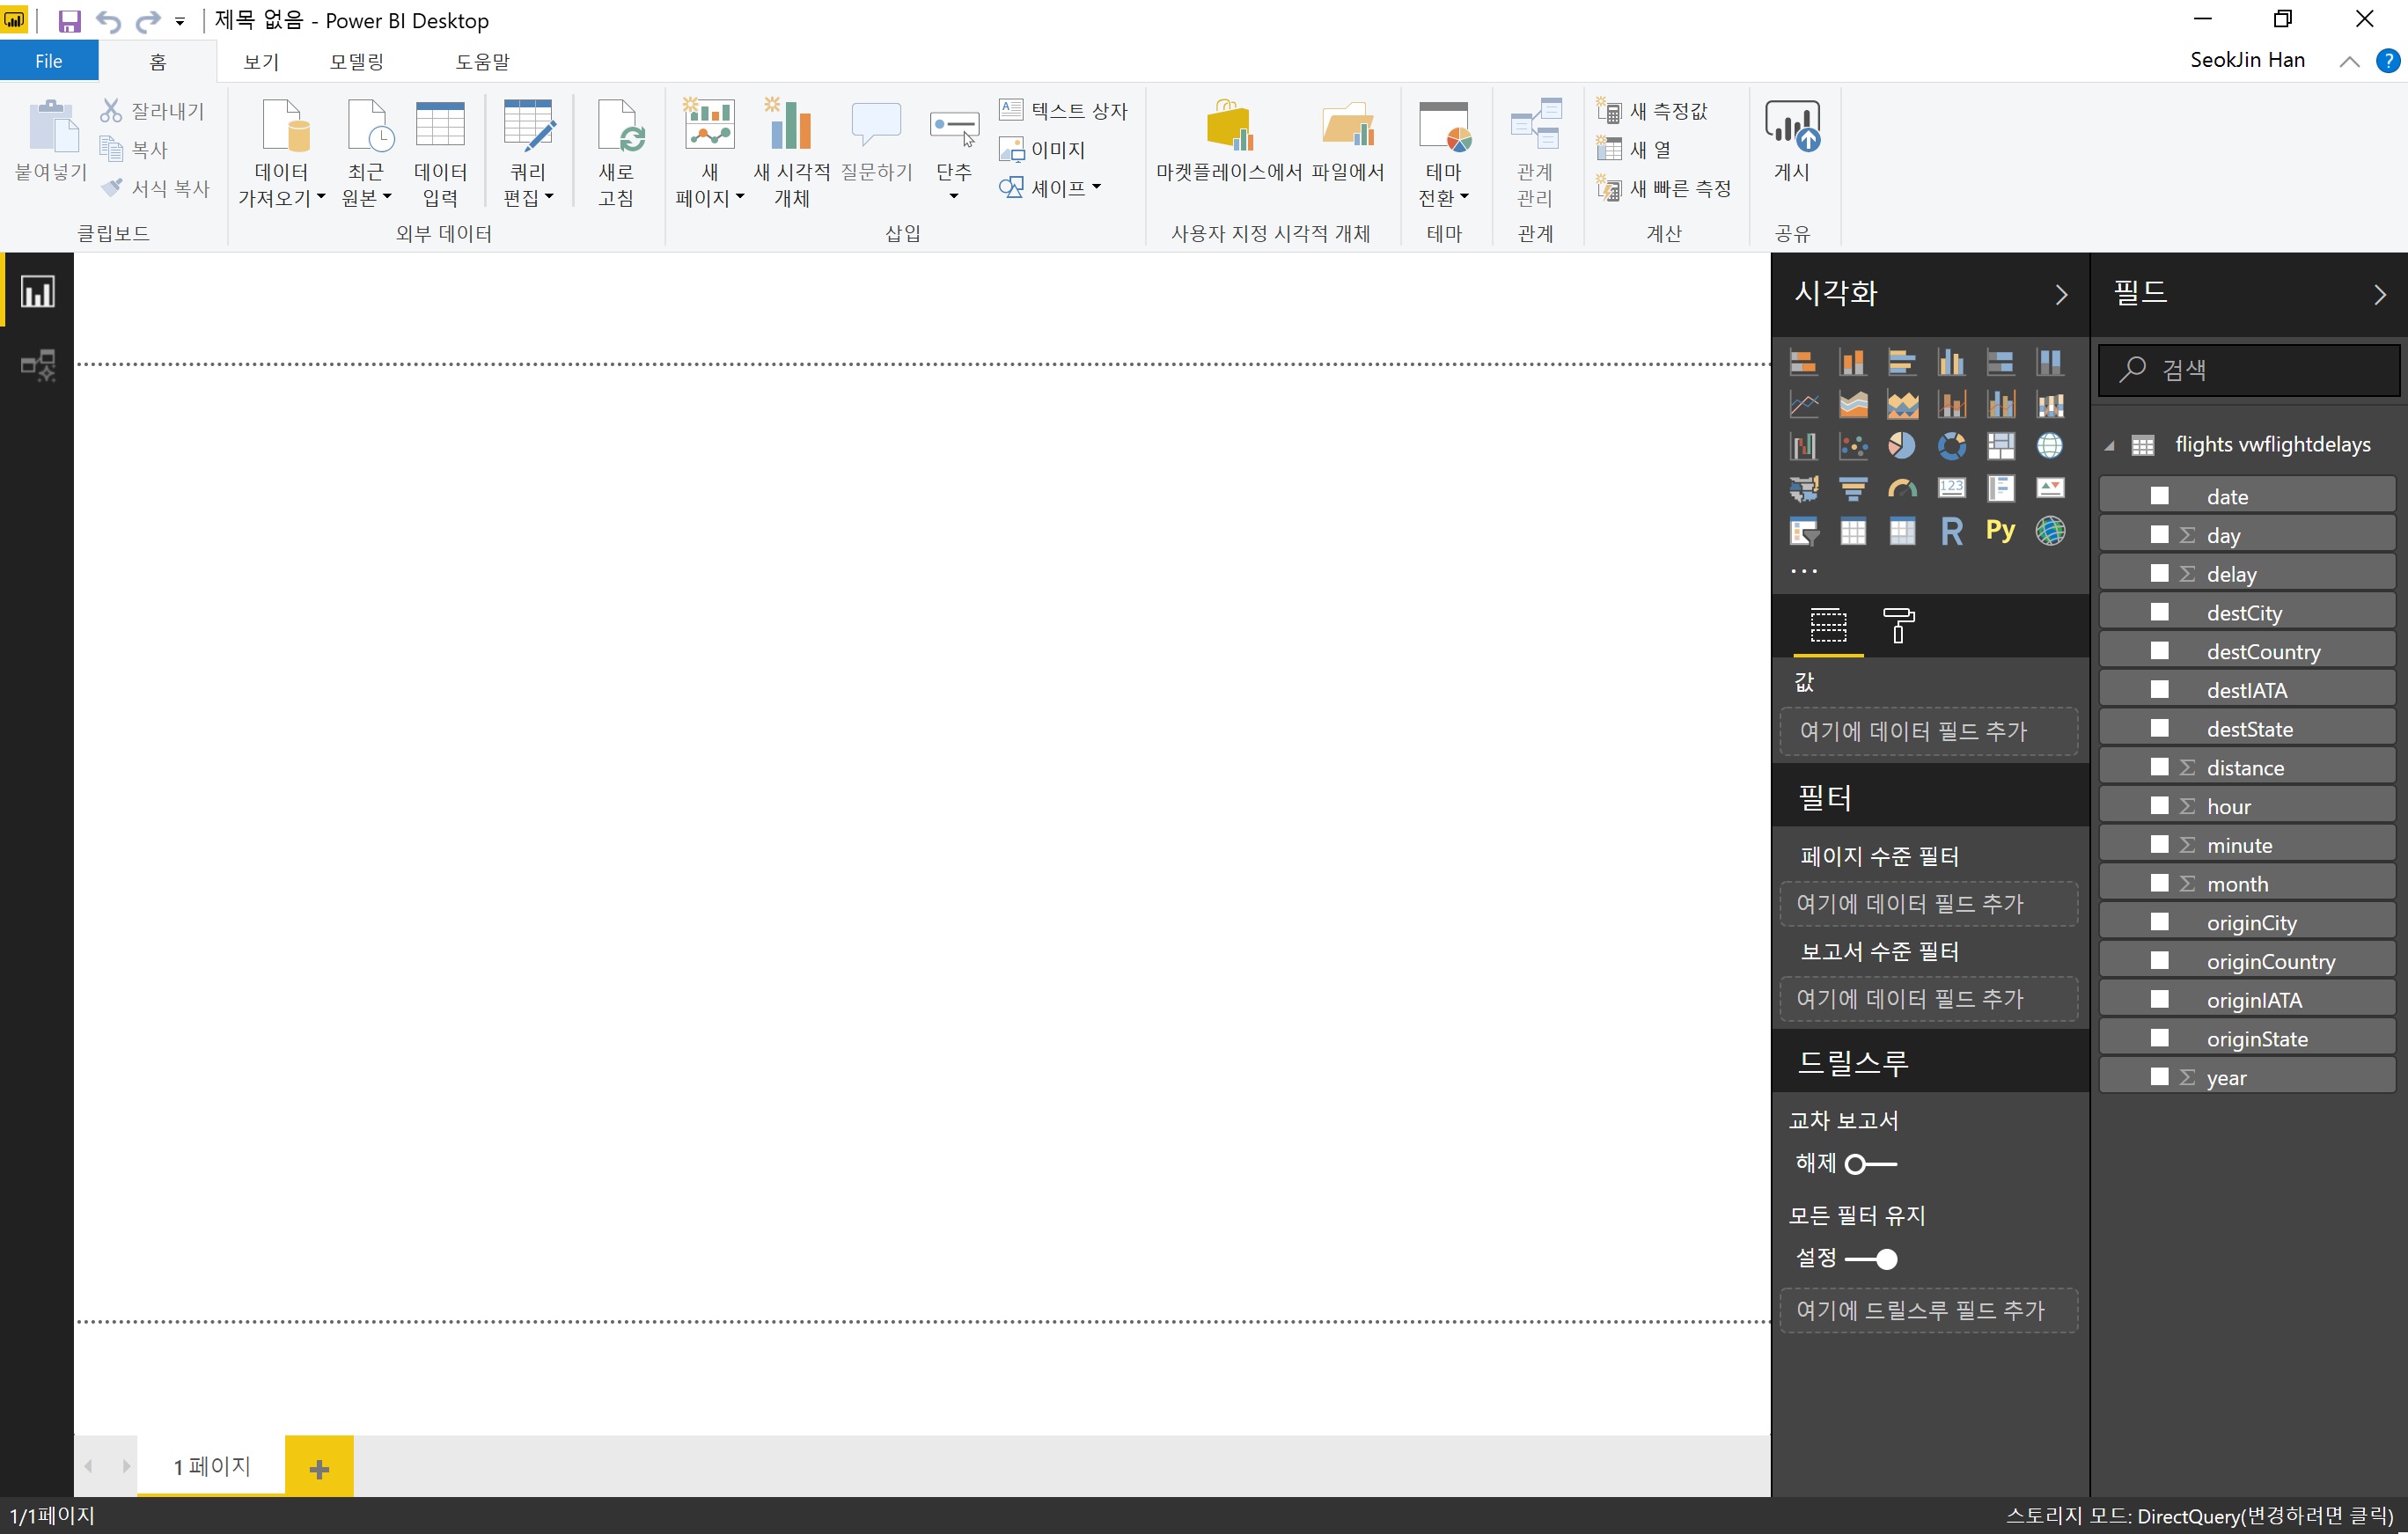 제목 없음 - Power BI Desktop
File 홈 보기 모델링 도움말 SeokJin Han ?
붙여넣기
잘라내기
복사
서식 복사
클립보드
데이터
가져오기
최근
원본
데이터
입력
쿼리
편집
새로
고침
외부 데이터
새
페이지
새 시각적
개체
질문하기
단추
텍스트 상자
이미지
셰이프
삽입
마켓플레이스에서
파일에서
사용자 지정 시각적 개체
테마
전환
테마
관계
관리
관계
새 측정값
새 열
새 빠른 측정
계산
게시
공유
시각화
123
R Py
...
값
여기에 데이터 필드 추가
필터
페이지 수준 필터
여기에 데이터 필드 추가
보고서 수준 필터
여기에 데이터 필드 추가
드릴스루
교차 보고서
해제
모든 필터 유지
설정
여기에 드릴스루 필드 추가
필드
검색
flights vwflightdelays
date
Σ day
Σ delay
destCity
destCountry
destIATA
destState
Σ distance
Σ hour
Σ minute
Σ month
originCity
originCountry
originIATA
originState
Σ year
1 페이지
1/1페이지
스토리지 모드: DirectQuery(변경하려면 클릭)